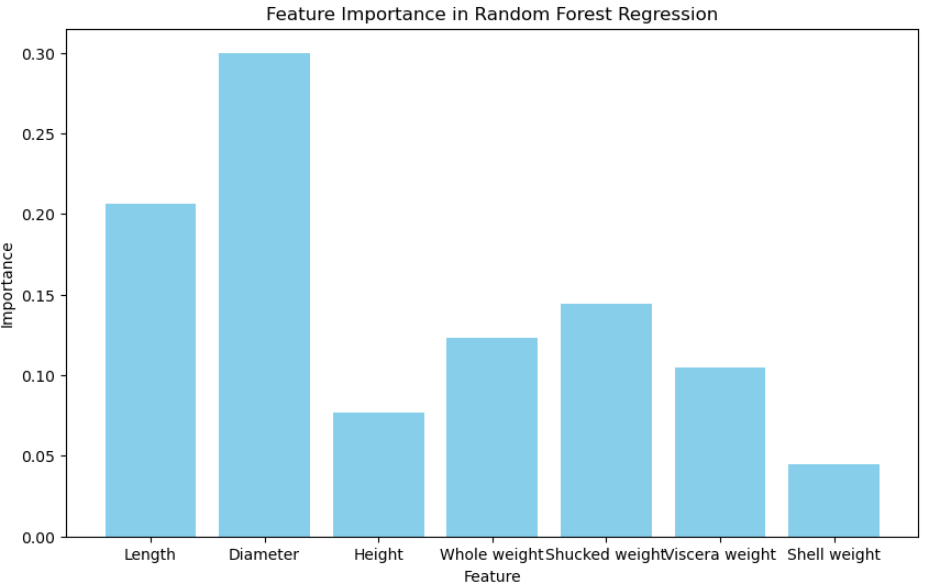 Feature Importance in Random Forest Regression
0.30
0.25
0.20
0.15
0.10
0.05
0.00
Importance
Length Diameter Height Whole weight Shucked weight Viscera weight Shell weight
Feature